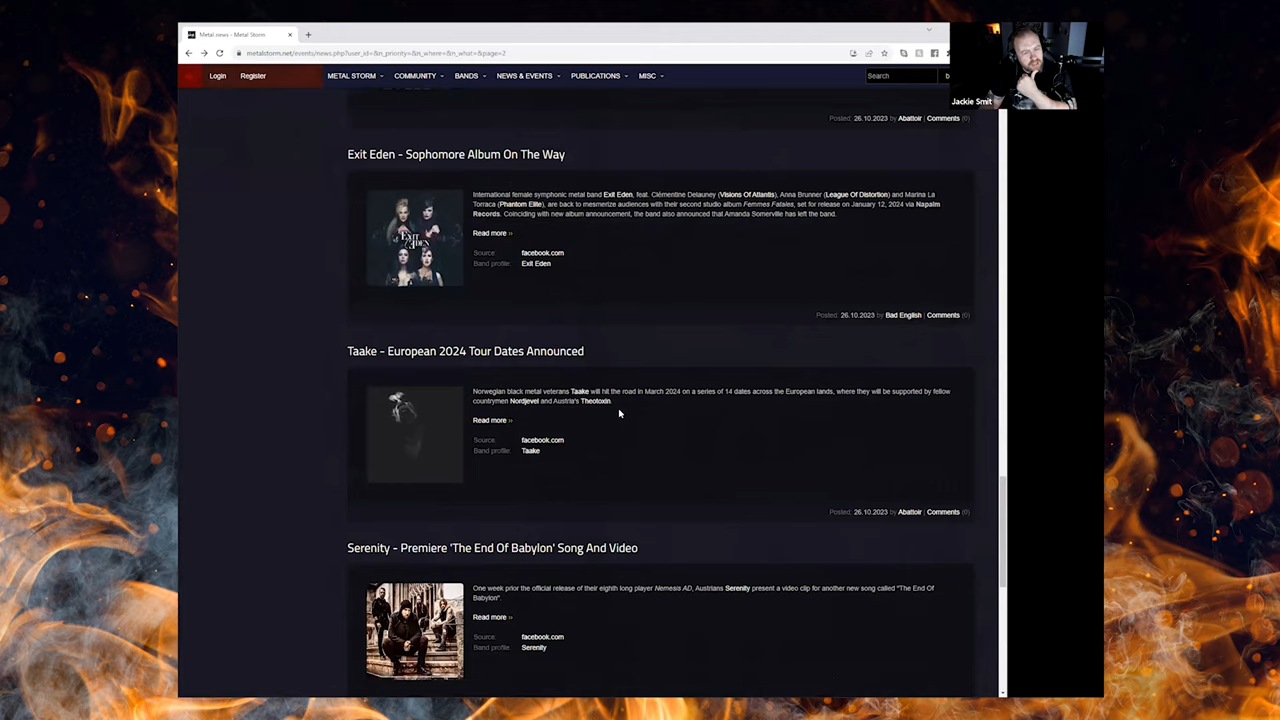 Metal news - Metal Storm
metalstorm.net/events/news.php?user_id=&n_priority=&n_where=&n_what=&page=2
Login Register METAL STORM COMMUNITY BANDS NEWS & EVENTS PUBLICATIONS MISC Search
Jackie Smit
Posted: 26.10.2023 by Abattoir | Comments (0)
Exit Eden - Sophomore Album On The Way
International female symphonic metal band Exit Eden, feat. Clémentine Delauney (Visions Of Atlantis), Anna Brunner (League Of Distortion) and Marina La
Torraca (Phantom Elite), are back to mesmerize audiences with their second studio album Femmes Fatales, set for release on January 12, 2024 via Napalm
Records. Coinciding with new album announcement, the band also announced that Amanda Somerville has left the band.
EXIT EDEN
Read more ››
Source: facebook.com
Band profile: Exit Eden
Posted: 26.10.2023 by Bad English | Comments (0)
Taake - European 2024 Tour Dates Announced
Norwegian black metal veterans Taake will hit the road in March 2024 on a series of 14 dates across the European lands, where they will be supported by fellow
countrymen Nordjevel and Austria's Theotoxin.
Read more ››
Source: facebook.com
Band profile: Taake
Posted: 26.10.2023 by Abattoir | Comments (0)
Serenity - Premiere 'The End Of Babylon' Song And Video
One week prior the official release of their eighth long player Nemesis AD, Austrians Serenity present a video clip for another new song called "The End Of
Babylon".
Read more ››
Source: facebook.com
Band profile: Serenity